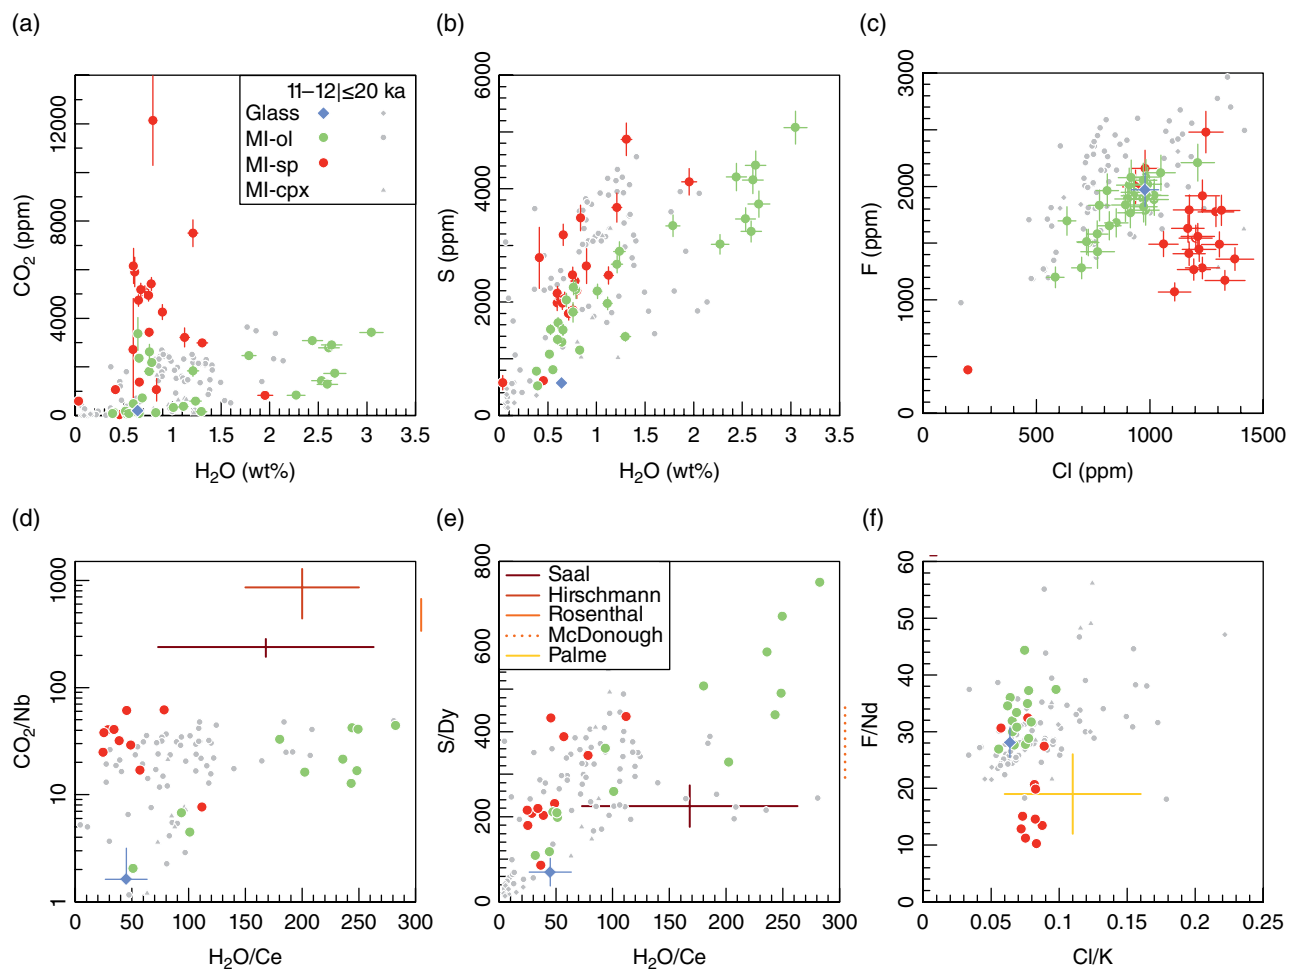 (a)
(b)
(c)
CO2 (ppm)
0 4000 8000 12000
11–12|≤20 ka
Glass
MI-ol
MI-sp
MI-cpx
0 0.5 1 1.5 2 2.5 3 3.5
H2O (wt%)
S (ppm)
0 2000 4000 6000
0 0.5 1 1.5 2 2.5 3 3.5
H2O (wt%)
F (ppm)
0 1000 2000 3000
0 500 1000 1500
Cl (ppm)
(d)
(e)
(f)
CO2/Nb
1 10 100 1000
0 50 100 150 200 250 300
H2O/Ce
S/Dy
0 200 400 600 800
Saal
Hirschmann
Rosenthal
McDonough
Palme
0 50 100 150 200 250 300
H2O/Ce
F/Nd
0 10 20 30 40 50 60
0 0.05 0.10 0.15 0.20 0.25
Cl/K